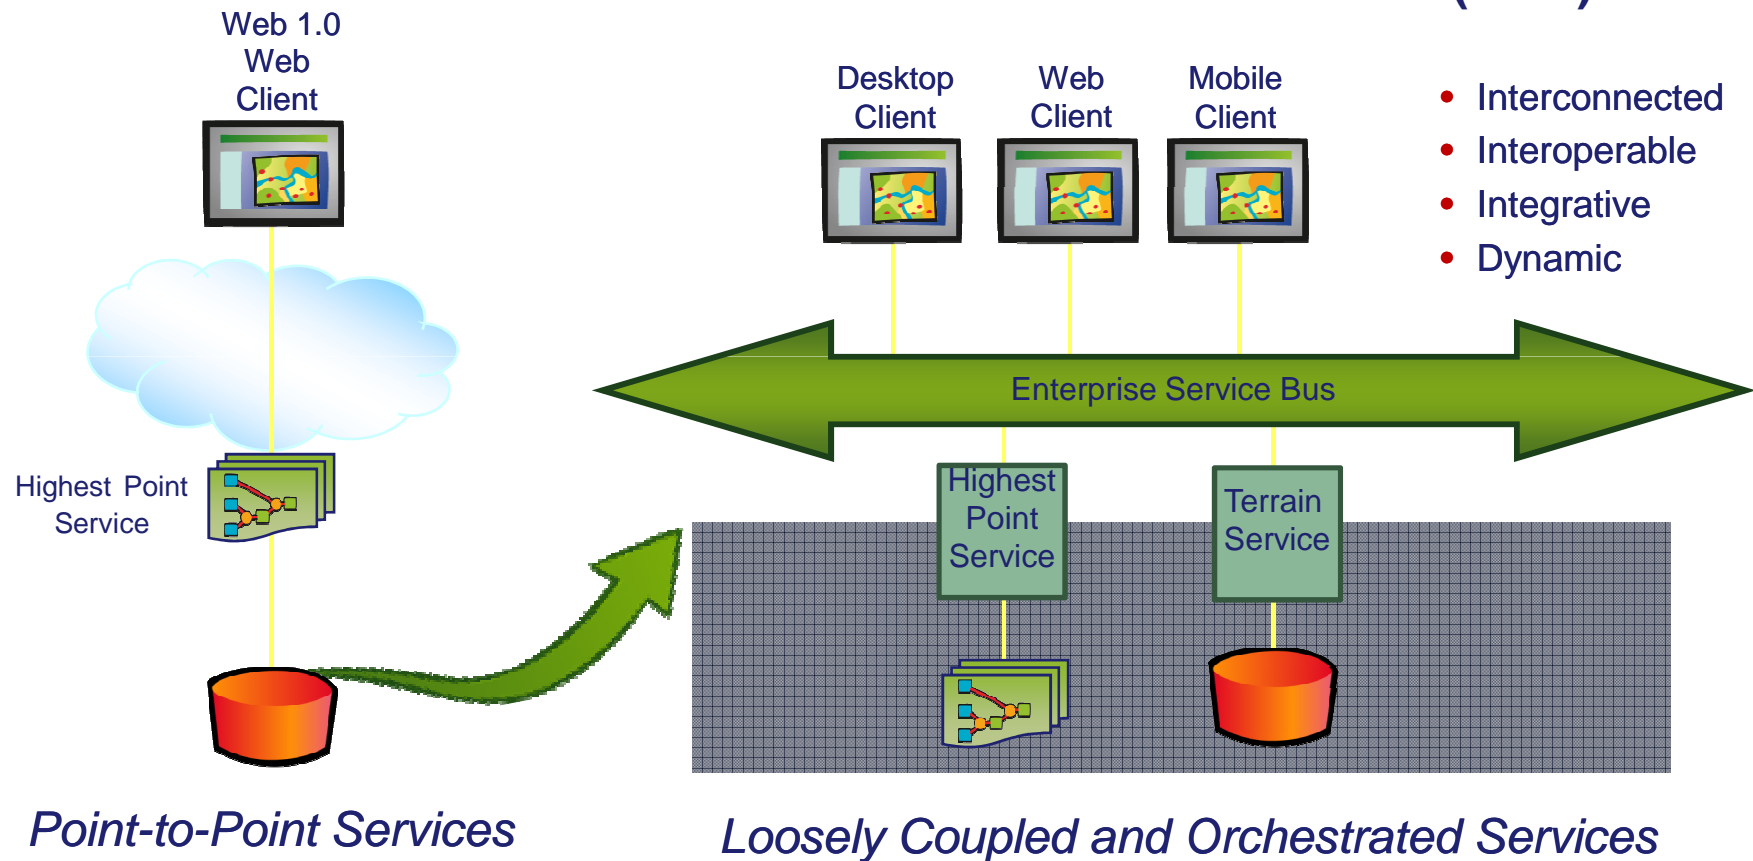 Web 1.0
Web
Client
Highest Point
Service
Point-to-Point Services
Desktop
Client
Web
Client
Mobile
Client
• Interconnected
• Interoperable
• Integrative
• Dynamic
Enterprise Service Bus
Highest
Point
Service
Terrain
Service
Loosely Coupled and Orchestrated Services